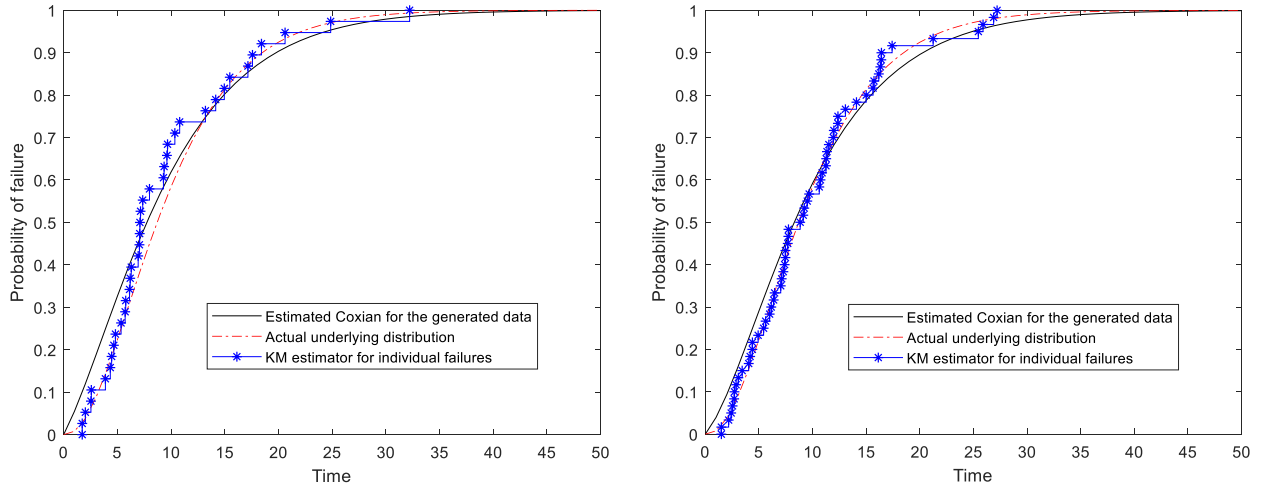 1
0.9
0.8
0.7
0.6
0.5
0.4
0.3
0.2
0.1
0
Probability of failure
0 5 10 15 20 25 30 35 40 45 50
Time
Estimated Coxian for the generated data
Actual underlying distribution
KM estimator for individual failures
1
0.9
0.8
0.7
0.6
0.5
0.4
0.3
0.2
0.1
0
Probability of failure
0 5 10 15 20 25 30 35 40 45 50
Time
Estimated Coxian for the generated data
Actual underlying distribution
KM estimator for individual failures